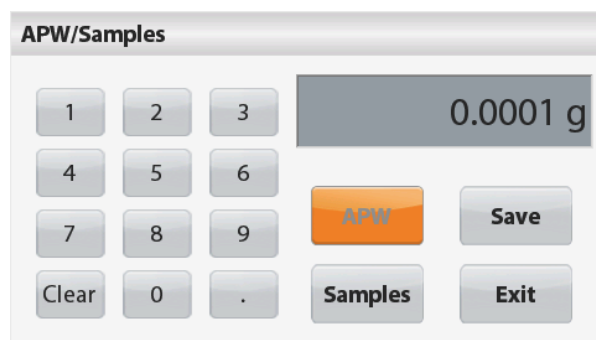 APW/Samples
0.0001 g
1 2 3
4 5 6
7 8 9
Clear 0 .
APW Save
Samples Exit